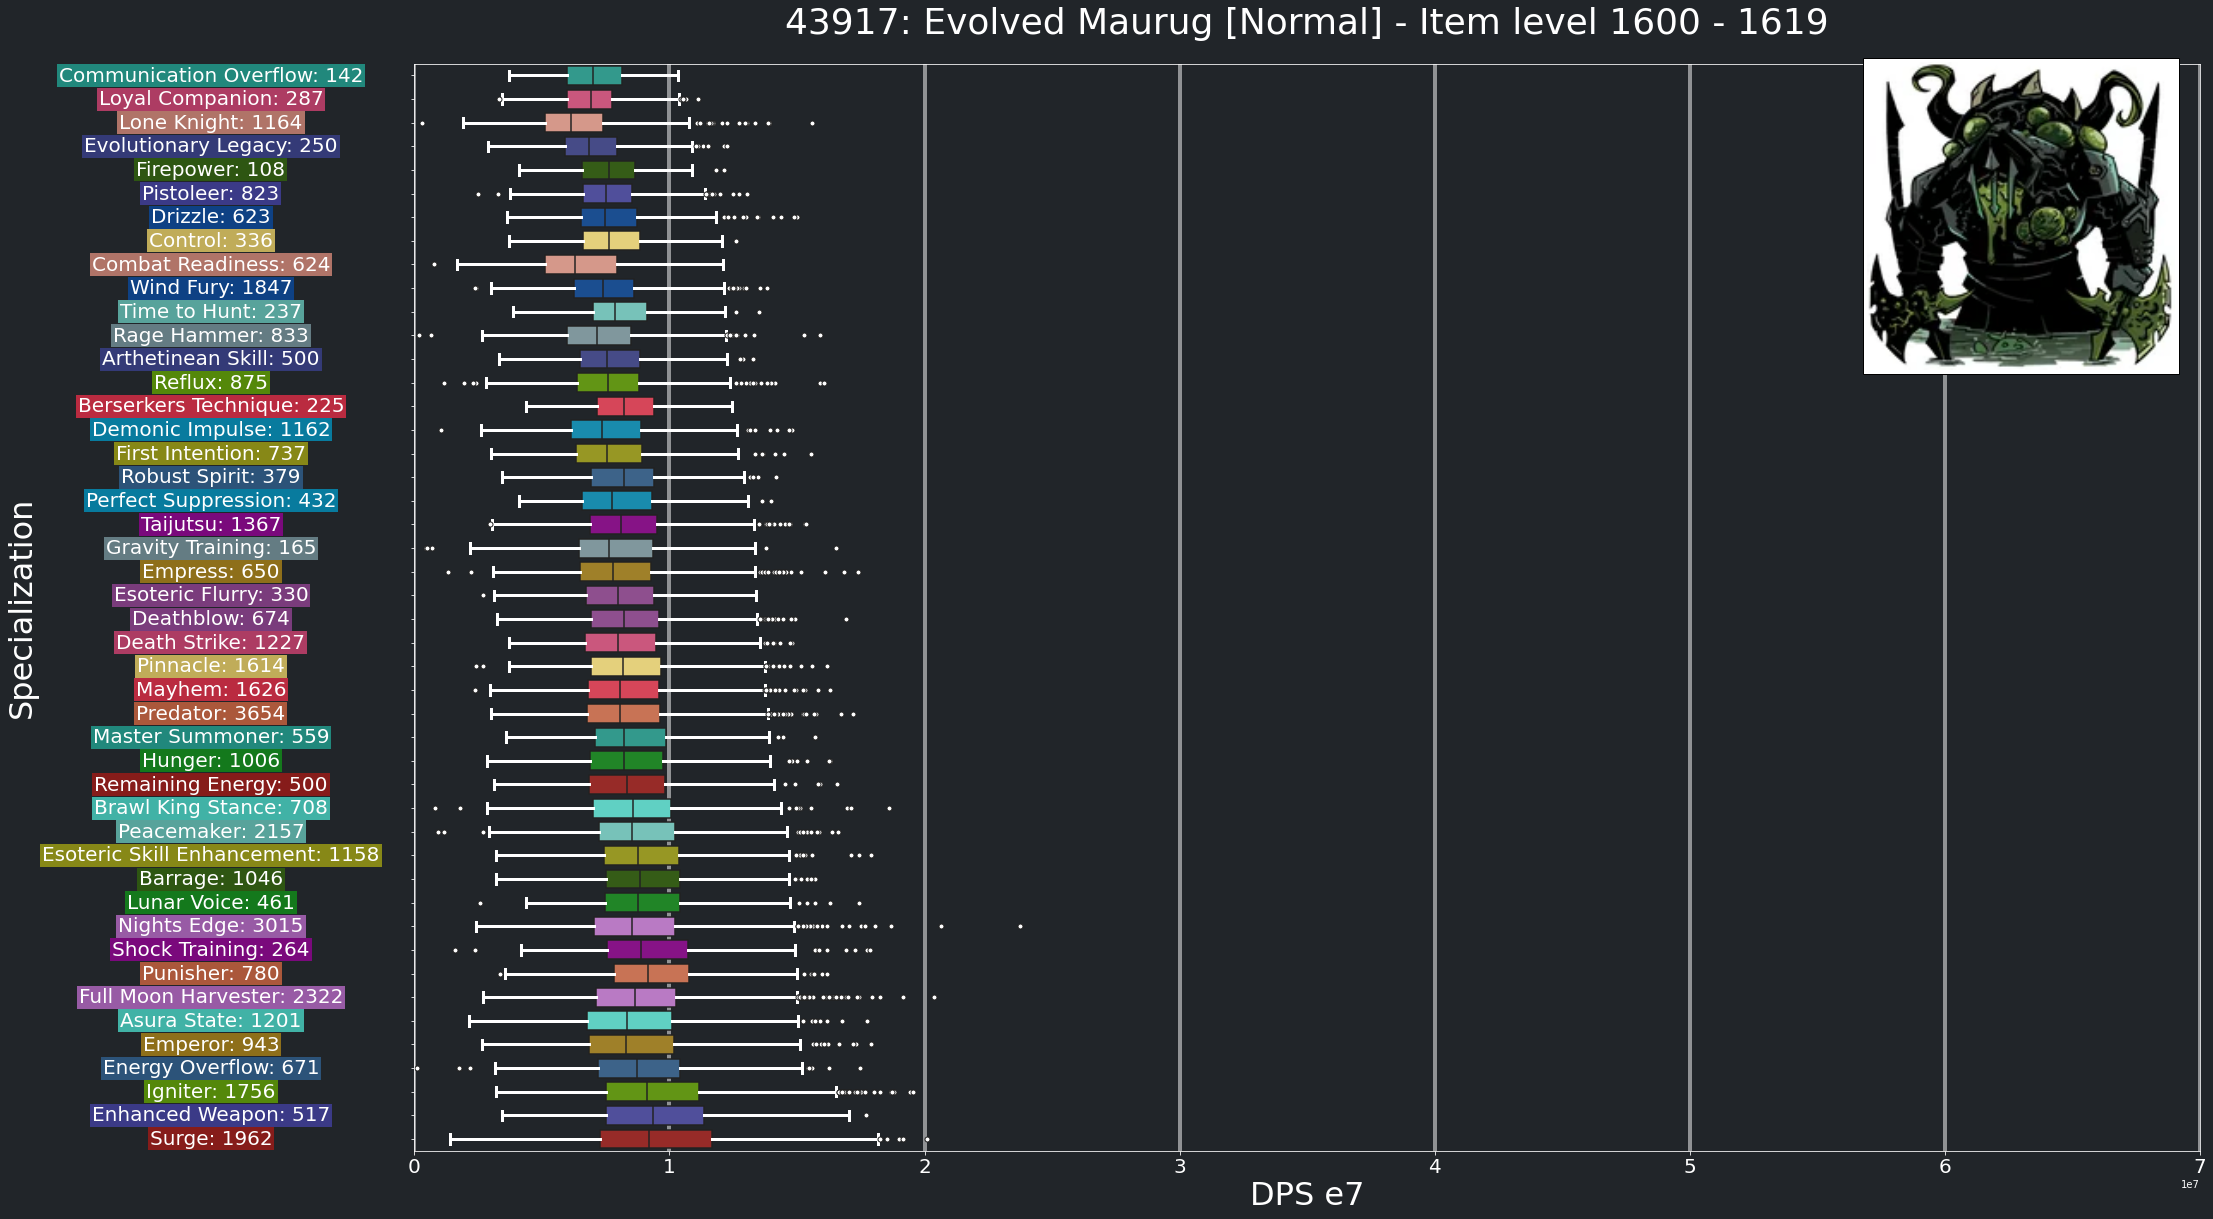 43917: Evolved Maurug [Normal] - Item level 1600 - 1619
Communication Overflow: 142
Loyal Companion: 287
Lone Knight: 1164
Evolutionary Legacy: 250
Firepower: 108
Pistoleer: 823
Drizzle: 623
Control: 336
Combat Readiness: 624
Wind Fury: 1847
Time to Hunt: 237
Rage Hammer: 833
Arthetinean Skill: 500
Reflux: 875
Berserkers Technique: 225
Demonic Impulse: 1162
First Intention: 737
Robust Spirit: 379
Perfect Suppression: 432
Taijutsu: 1367
Gravity Training: 165
Empress: 650
Esoteric Flurry: 330
Deathblow: 674
Death Strike: 1227
Pinnacle: 1614
Mayhem: 1626
Predator: 3654
Master Summoner: 559
Hunger: 1006
Remaining Energy: 500
Brawl King Stance: 708
Peacemaker: 2157
Esoteric Skill Enhancement: 1158
Barrage: 1046
Lunar Voice: 461
Nights Edge: 3015
Shock Training: 264
Punisher: 780
Full Moon Harvester: 2322
Asura State: 1201
Emperor: 943
Energy Overflow: 671
Igniter: 1756
Enhanced Weapon: 517
Surge: 1962
Specialization
0 1 2 3 4 5 6 7
1e7
DPS e7